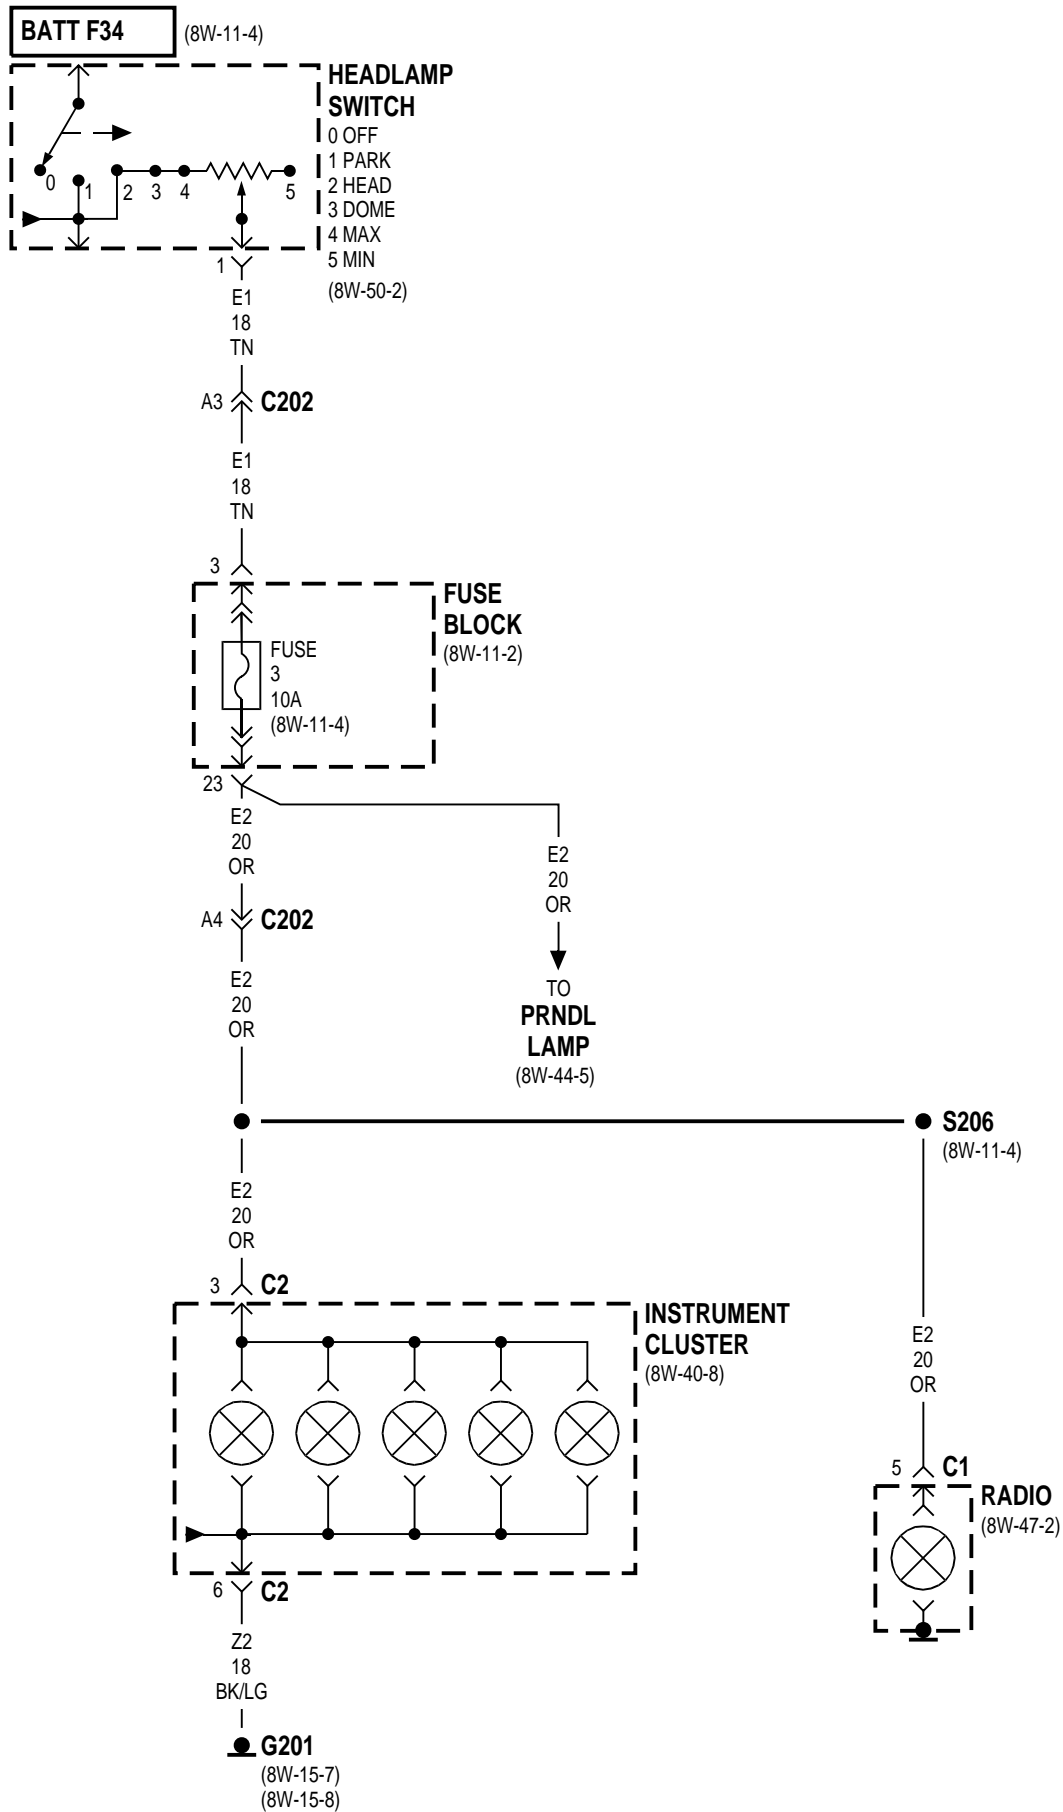 BATT F34 (8W-11-4)
HEADLAMP
SWITCH
0 OFF
1 PARK
2 HEAD
3 DOME
4 MAX
5 MIN
(8W-50-2)
0 1 2 3 4 5
1
E1
18
TN
A3 C202
E1
18
TN
3
FUSE
BLOCK
(8W-11-2)
FUSE
3
10A
(8W-11-4)
23
E2
20
OR
E2
20
OR
A4 C202
TO
PRNDL
LAMP
(8W-44-5)
E2
20
OR
S206
(8W-11-4)
E2
20
OR
3 C2
INSTRUMENT
CLUSTER
(8W-40-8)
E2
20
OR
5 C1
RADIO
(8W-47-2)
6 C2
Z2
18
BK/LG
G201
(8W-15-7)
(8W-15-8)